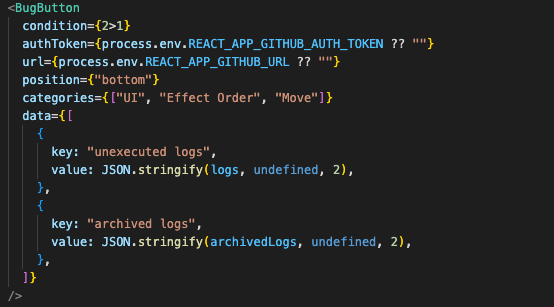 <BugButton
condition={2>1}
authToken={process.env.REACT_APP_GITHUB_AUTH_TOKEN ?? ""}
url={process.env.REACT_APP_GITHUB_URL ?? ""}
position={"bottom"}
categories={["UI", "Effect Order", "Move"]}
data={[
{
key: "unexecuted logs",
value: JSON.stringify(logs, undefined, 2),
},
{
key: "archived logs",
value: JSON.stringify(archivedLogs, undefined, 2),
},
]}
/>